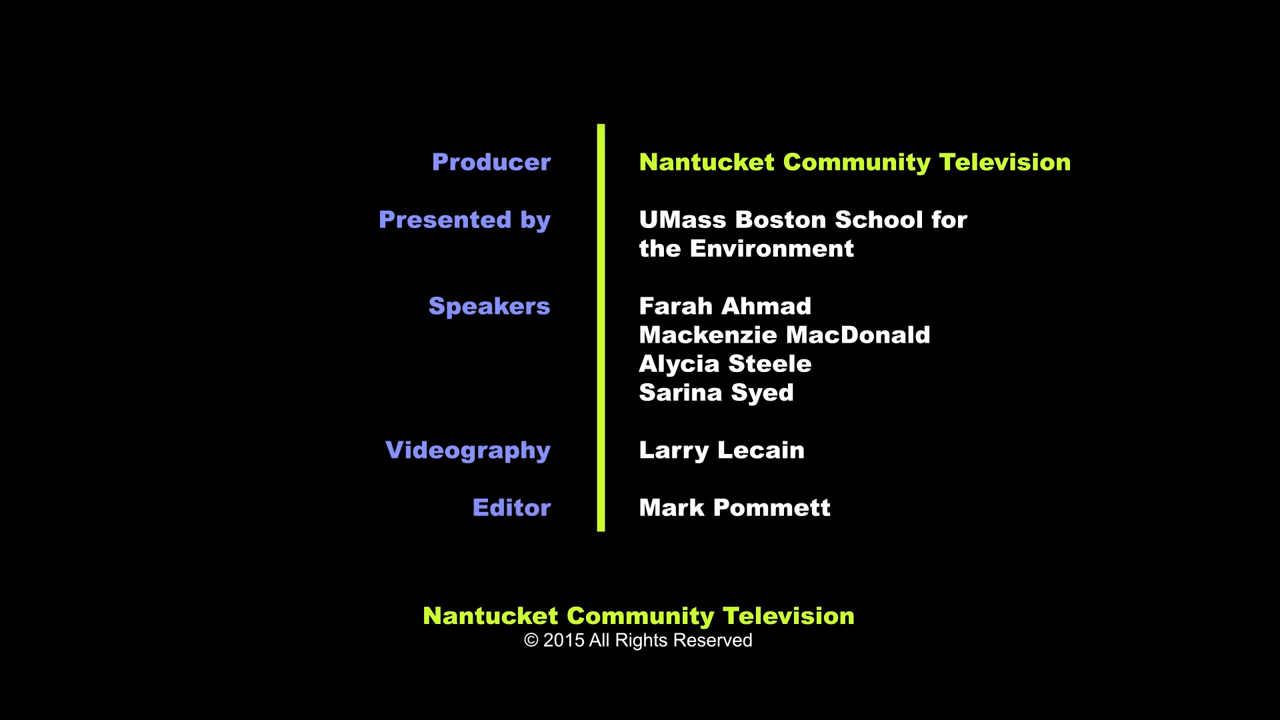 Producer Nantucket Community Television
Presented by UMass Boston School for
the Environment
Speakers Farah Ahmad
Mackenzie MacDonald
Alycia Steele
Sarina Syed
Videography Larry Lecain
Editor Mark Pommett
Nantucket Community Television
© 2015 All Rights Reserved